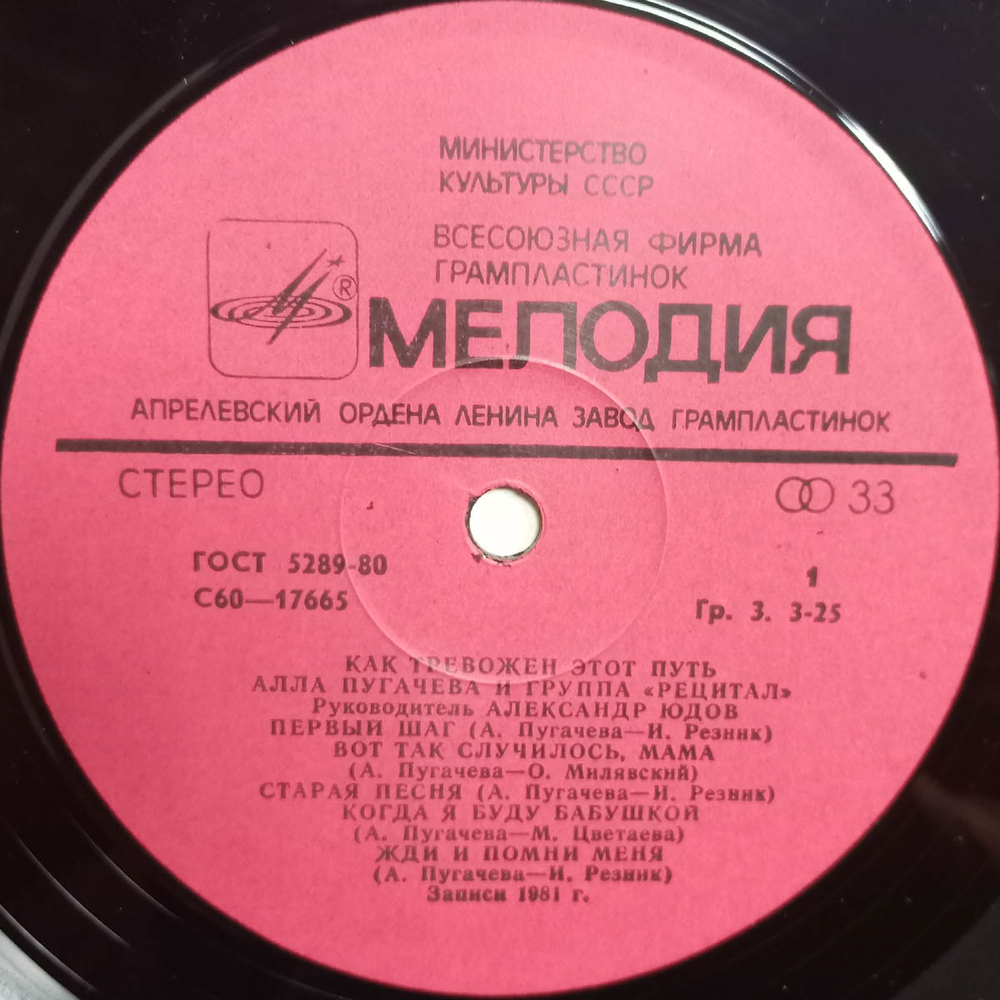 МИНИСТЕРСТВО
КУЛЬТУРЫ СССР
ВСЕСОЮЗНАЯ ФИРМА
ГРАМПЛАСТИНОК
®
МЕЛОДИЯ
АПРЕЛЕВСКИЙ ОРДЕНА ЛЕНИНА ЗАВОД ГРАМПЛАСТИНОК
СТЕРЕО 33
ГОСТ 5289-80 1
С60—17665 Гр. 3. 3-25
КАК ТРЕВОЖЕН ЭТОТ ПУТЬ
АЛЛА ПУГАЧЕВА И ГРУППА «РЕЦИТАЛ»
Руководитель АЛЕКСАНДР ЮДОВ
ПЕРВЫЙ ШАГ (А. Пугачева—И. Резник)
ВОТ ТАК СЛУЧИЛОСЬ, МАМА
(А. Пугачева—О. Милявский)
СТАРАЯ ПЕСНЯ (А. Пугачева—И. Резник)
КОГДА Я БУДУ БАБУШКОЙ
(А. Пугачева—М. Цветаева)
ЖДИ И ПОМНИ МЕНЯ
(А. Пугачева—И. Резник)
Записи 1981 г.